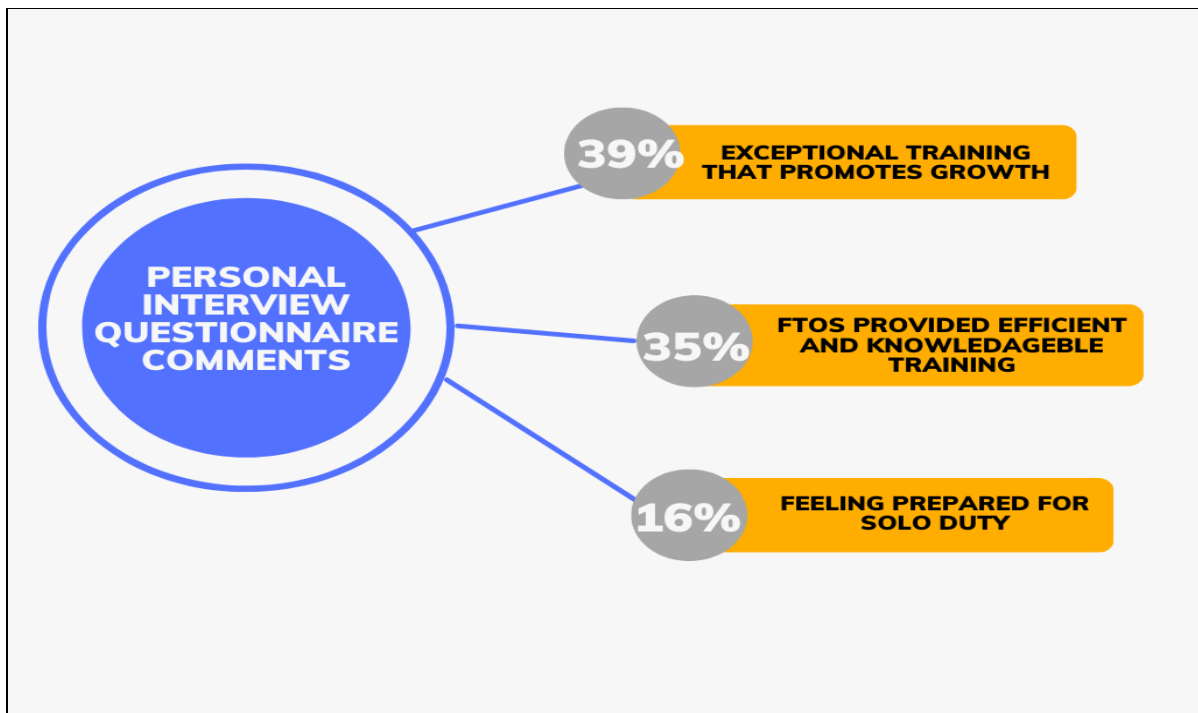 PERSONAL
INTERVIEW
QUESTIONNAIRE
COMMENTS
39%
EXCEPTIONAL TRAINING
THAT PROMOTES GROWTH
35%
FTOS PROVIDED EFFICIENT
AND KNOWLEDAGEBLE
TRAINING
16%
FEELING PREPARED FOR
SOLO DUTY